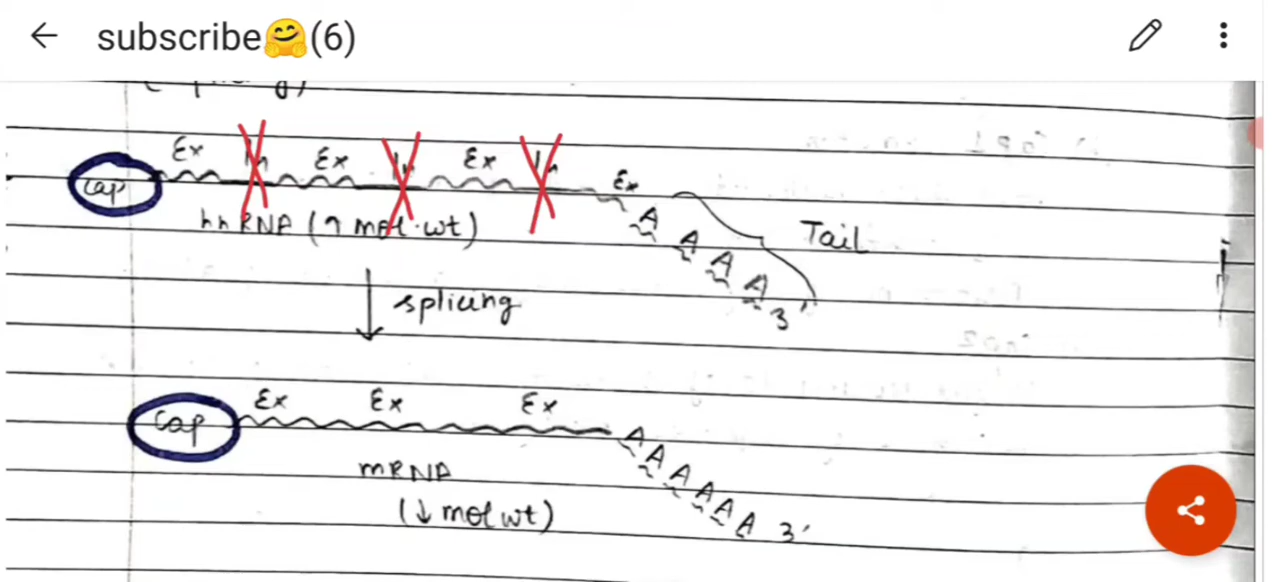 subscribe🤗(6)
Ex In Ex In Ex In Ex
Cap
hnRNA (↑ mol.wt)
A A A A 3'
Tail
splicing
Ex Ex Ex
Cap
A A A A A A 3'
mRNA
(↓ mol wt)